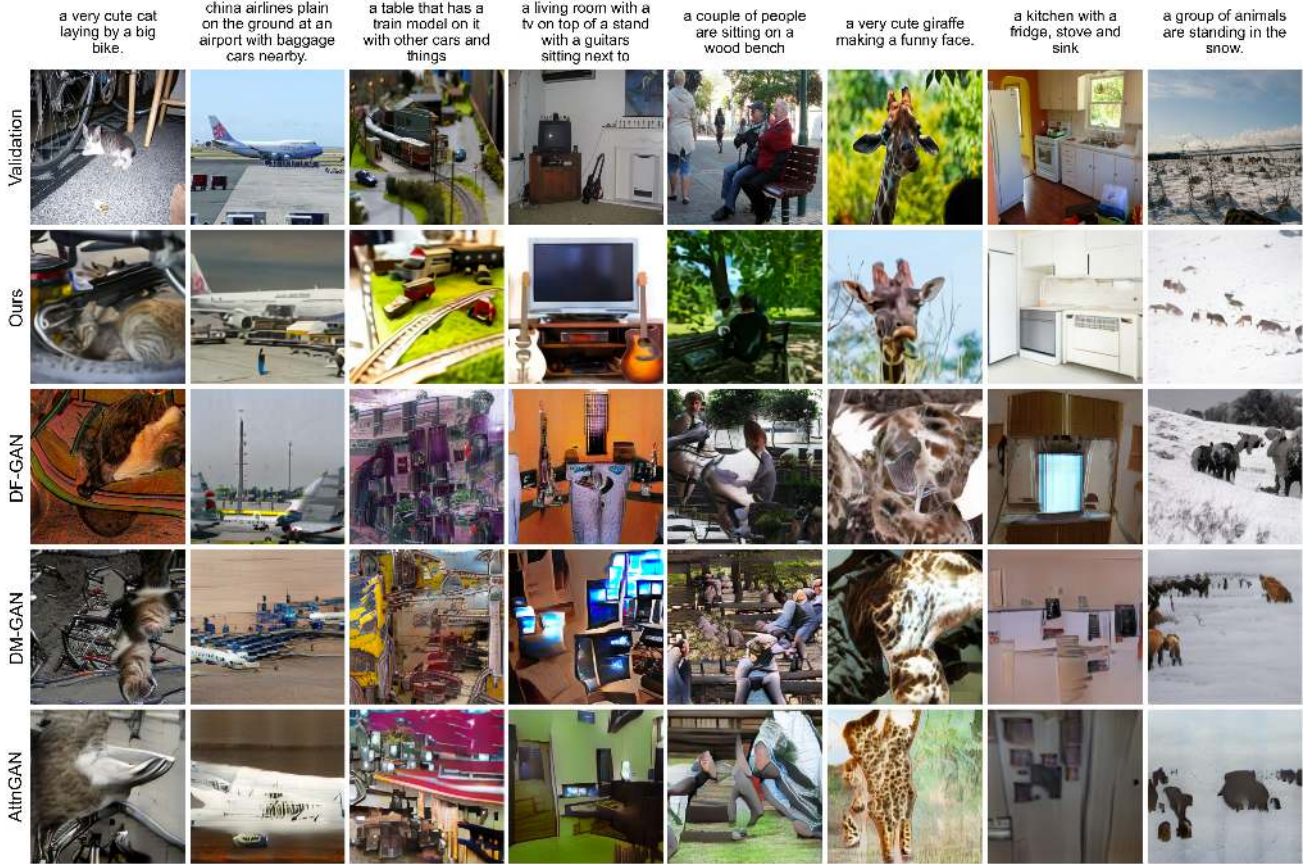 a very cute cat
laying by a big
bike.
china airlines plain
on the ground at an
airport with baggage
cars nearby.
a table that has a
train model on it
with other cars and
things
a living room with a
tv on top of a stand
with a guitars
sitting next to
a couple of people
are sitting on a
wood bench
a very cute giraffe
making a funny face.
a kitchen with a
fridge, stove and
sink
a group of animals
are standing in the
snow.
Validation
Ours
DF-GAN
DM-GAN
AttnGAN